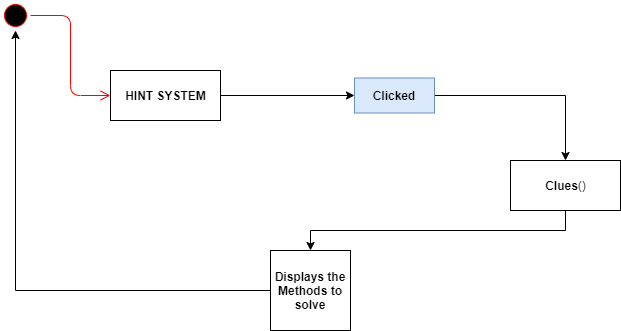 HINT SYSTEM
Clicked
Clues()
Displays the
Methods to
solve